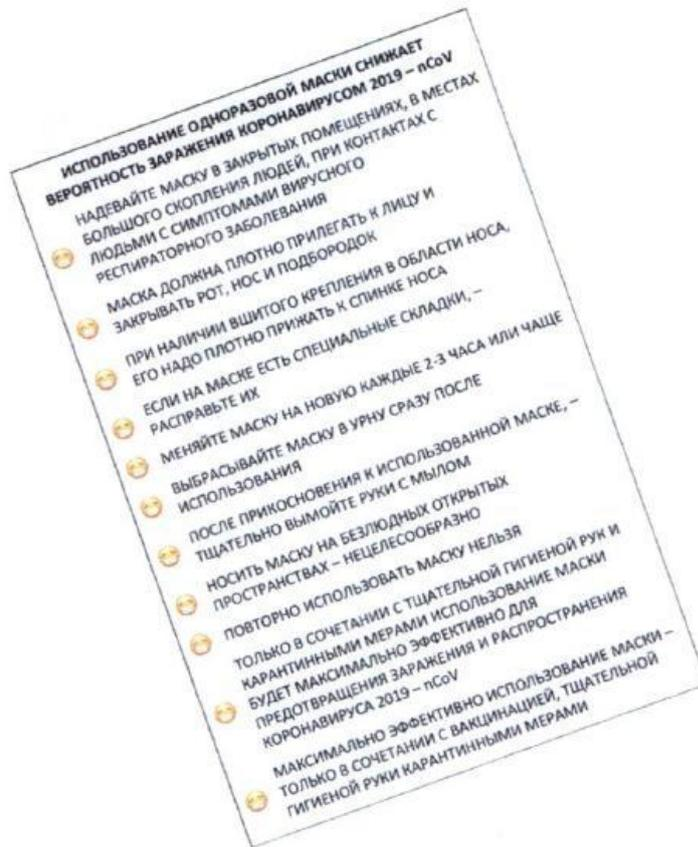 ИСПОЛЬЗОВАНИЕ ОДНОРАЗОВОЙ МАСКИ СНИЖАЕТ
ВЕРОЯТНОСТЬ ЗАРАЖЕНИЯ КОРОНАВИРУСОМ 2019 – nCoV
НАДЕВАЙТЕ МАСКУ В ЗАКРЫТЫХ ПОМЕЩЕНИЯХ, В МЕСТАХ
БОЛЬШОГО СКОПЛЕНИЯ ЛЮДЕЙ, ПРИ КОНТАКТАХ С
ЛЮДЬМИ С СИМПТОМАМИ ВИРУСНОГО
РЕСПИРАТОРНОГО ЗАБОЛЕВАНИЯ
МАСКА ДОЛЖНА ПЛОТНО ПРИЛЕГАТЬ К ЛИЦУ И
ЗАКРЫВАТЬ РОТ, НОС И ПОДБОРОДОК
ПРИ НАЛИЧИИ ВШИТОГО КРЕПЛЕНИЯ В ОБЛАСТИ НОСА,
ЕГО НАДО ПЛОТНО ПРИЖАТЬ К СПИНКЕ НОСА
ЕСЛИ НА МАСКЕ ЕСТЬ СПЕЦИАЛЬНЫЕ СКЛАДКИ, –
РАСПРАВЬТЕ ИХ
МЕНЯЙТЕ МАСКУ НА НОВУЮ КАЖДЫЕ 2-3 ЧАСА ИЛИ ЧАЩЕ
ВЫБРАСЫВАЙТЕ МАСКУ В УРНУ СРАЗУ ПОСЛЕ
ИСПОЛЬЗОВАНИЯ
ПОСЛЕ ПРИКОСНОВЕНИЯ К ИСПОЛЬЗОВАННОЙ МАСКЕ, –
ТЩАТЕЛЬНО ВЫМОЙТЕ РУКИ С МЫЛОМ
НОСИТЬ МАСКУ НА БЕЗЛЮДНЫХ ОТКРЫТЫХ
ПРОСТРАНСТВАХ – НЕЦЕЛЕСООБРАЗНО
ПОВТОРНО ИСПОЛЬЗОВАТЬ МАСКУ НЕЛЬЗЯ
ТОЛЬКО В СОЧЕТАНИИ С ТЩАТЕЛЬНОЙ ГИГИЕНОЙ РУК И
КАРАНТИННЫМИ МЕРАМИ ИСПОЛЬЗОВАНИЕ МАСКИ
БУДЕТ МАКСИМАЛЬНО ЭФФЕКТИВНО ДЛЯ
ПРЕДОТВРАЩЕНИЯ ЗАРАЖЕНИЯ И РАСПРОСТРАНЕНИЯ
КОРОНАВИРУСА 2019 – nCoV
МАКСИМАЛЬНО ЭФФЕКТИВНО ИСПОЛЬЗОВАНИЕ МАСКИ –
ТОЛЬКО В СОЧЕТАНИИ С ВАКЦИНАЦИЕЙ, ТЩАТЕЛЬНОЙ
ГИГИЕНОЙ РУКИ КАРАНТИННЫМИ МЕРАМИ